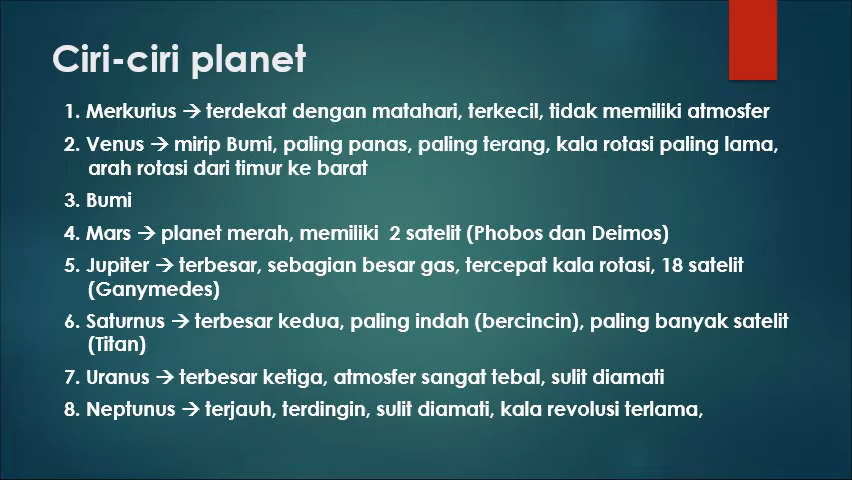 Ciri-ciri planet
1. Merkurius → terdekat dengan matahari, terkecil, tidak memiliki atmosfer
2. Venus → mirip Bumi, paling panas, paling terang, kala rotasi paling lama,
arah rotasi dari timur ke barat
3. Bumi
4. Mars → planet merah, memiliki  2 satelit (Phobos dan Deimos)
5. Jupiter → terbesar, sebagian besar gas, tercepat kala rotasi, 18 satelit
(Ganymedes)
6. Saturnus → terbesar kedua, paling indah (bercincin), paling banyak satelit
(Titan)
7. Uranus → terbesar ketiga, atmosfer sangat tebal, sulit diamati
8. Neptunus → terjauh, terdingin, sulit diamati, kala revolusi terlama,